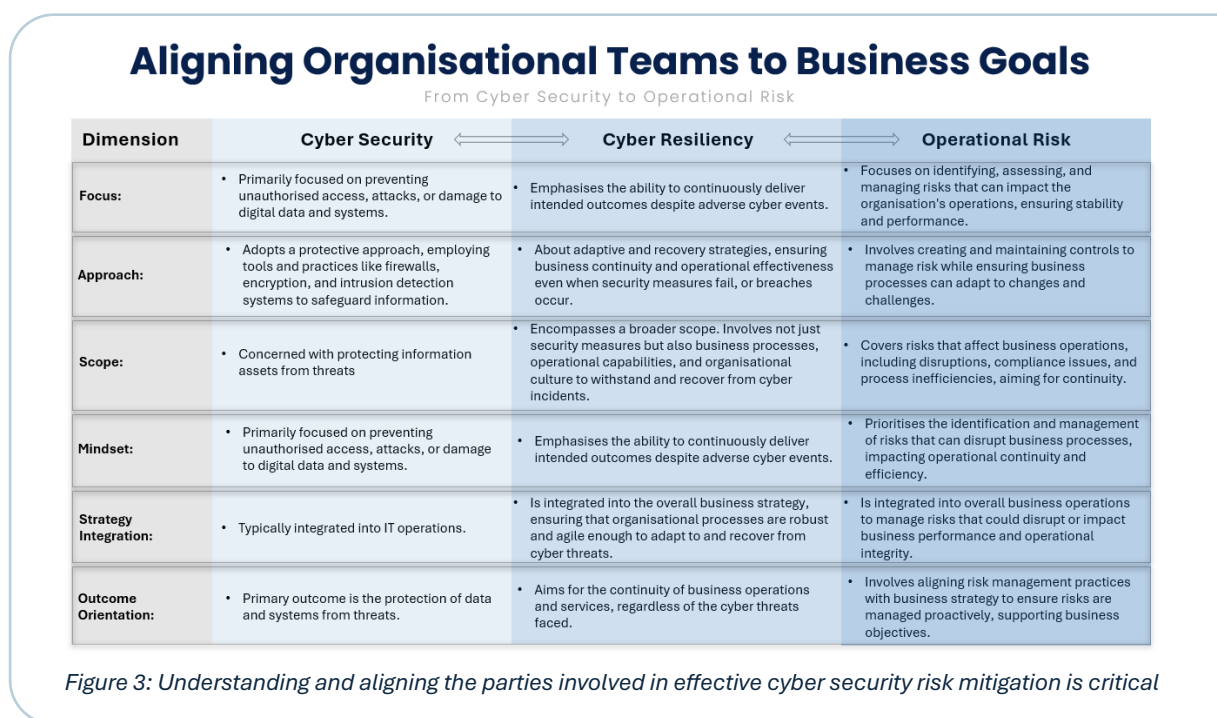 Aligning Organisational Teams to Business Goals
From Cyber Security to Operational Risk
Dimension
Cyber Security
Cyber Resiliency
Operational Risk
Focus:
• Primarily focused on preventing
unauthorised access, attacks, or damage to
digital data and systems.
• Emphasises the ability to continuously deliver
intended outcomes despite adverse cyber events.
• Focuses on identifying, assessing, and
managing risks that can impact the
organisation's operations, ensuring stability
and performance.
Approach:
• Adopts a protective approach, employing
tools and practices like firewalls,
encryption, and intrusion detection
systems to safeguard information.
• About adaptive and recovery strategies, ensuring
business continuity and operational effectiveness
even when security measures fail, or breaches
occur.
• Involves creating and maintaining controls to
manage risk while ensuring business
processes can adapt to changes and
challenges.
Scope:
• Concerned with protecting information
assets from threats
• Encompasses a broader scope. Involves not just
security measures but also business processes,
operational capabilities, and organisational
culture to withstand and recover from cyber
incidents.
• Covers risks that affect business operations,
including disruptions, compliance issues, and
process inefficiencies, aiming for continuity.
Mindset:
• Primarily focused on preventing
unauthorised access, attacks, or damage
to digital data and systems.
• Emphasises the ability to continuously deliver
intended outcomes despite adverse cyber events.
• Prioritises the identification and management
of risks that can disrupt business processes,
impacting operational continuity and
efficiency.
Strategy
Integration:
• Typically integrated into IT operations.
• Is integrated into the overall business strategy,
ensuring that organisational processes are robust
and agile enough to adapt to and recover from
cyber threats.
• Is integrated into overall business operations
to manage risks that could disrupt or impact
business performance and operational
integrity.
Outcome
Orientation:
• Primary outcome is the protection of data
and systems from threats.
• Aims for the continuity of business operations
and services, regardless of the cyber threats
faced.
• Involves aligning risk management practices
with business strategy to ensure risks are
managed proactively, supporting business
objectives.
Figure 3: Understanding and aligning the parties involved in effective cyber security risk mitigation is critical